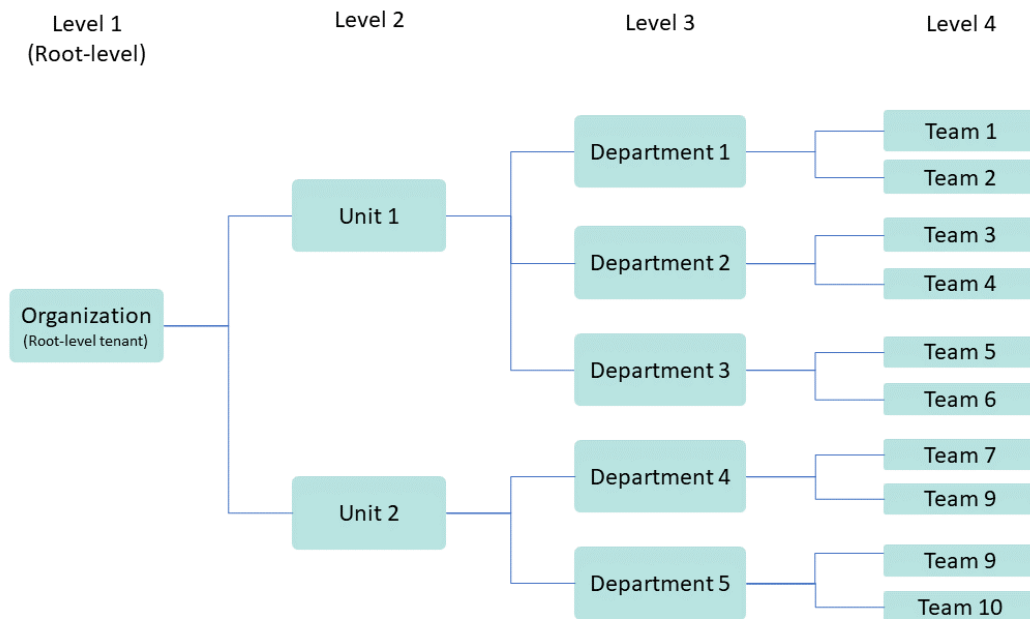 Level 1
(Root-level)
Level 2
Level 3
Level 4
Organization
(Root-level tenant)
Unit 1
Unit 2
Department 1
Department 2
Department 3
Department 4
Department 5
Team 1
Team 2
Team 3
Team 4
Team 5
Team 6
Team 7
Team 9
Team 9
Team 10